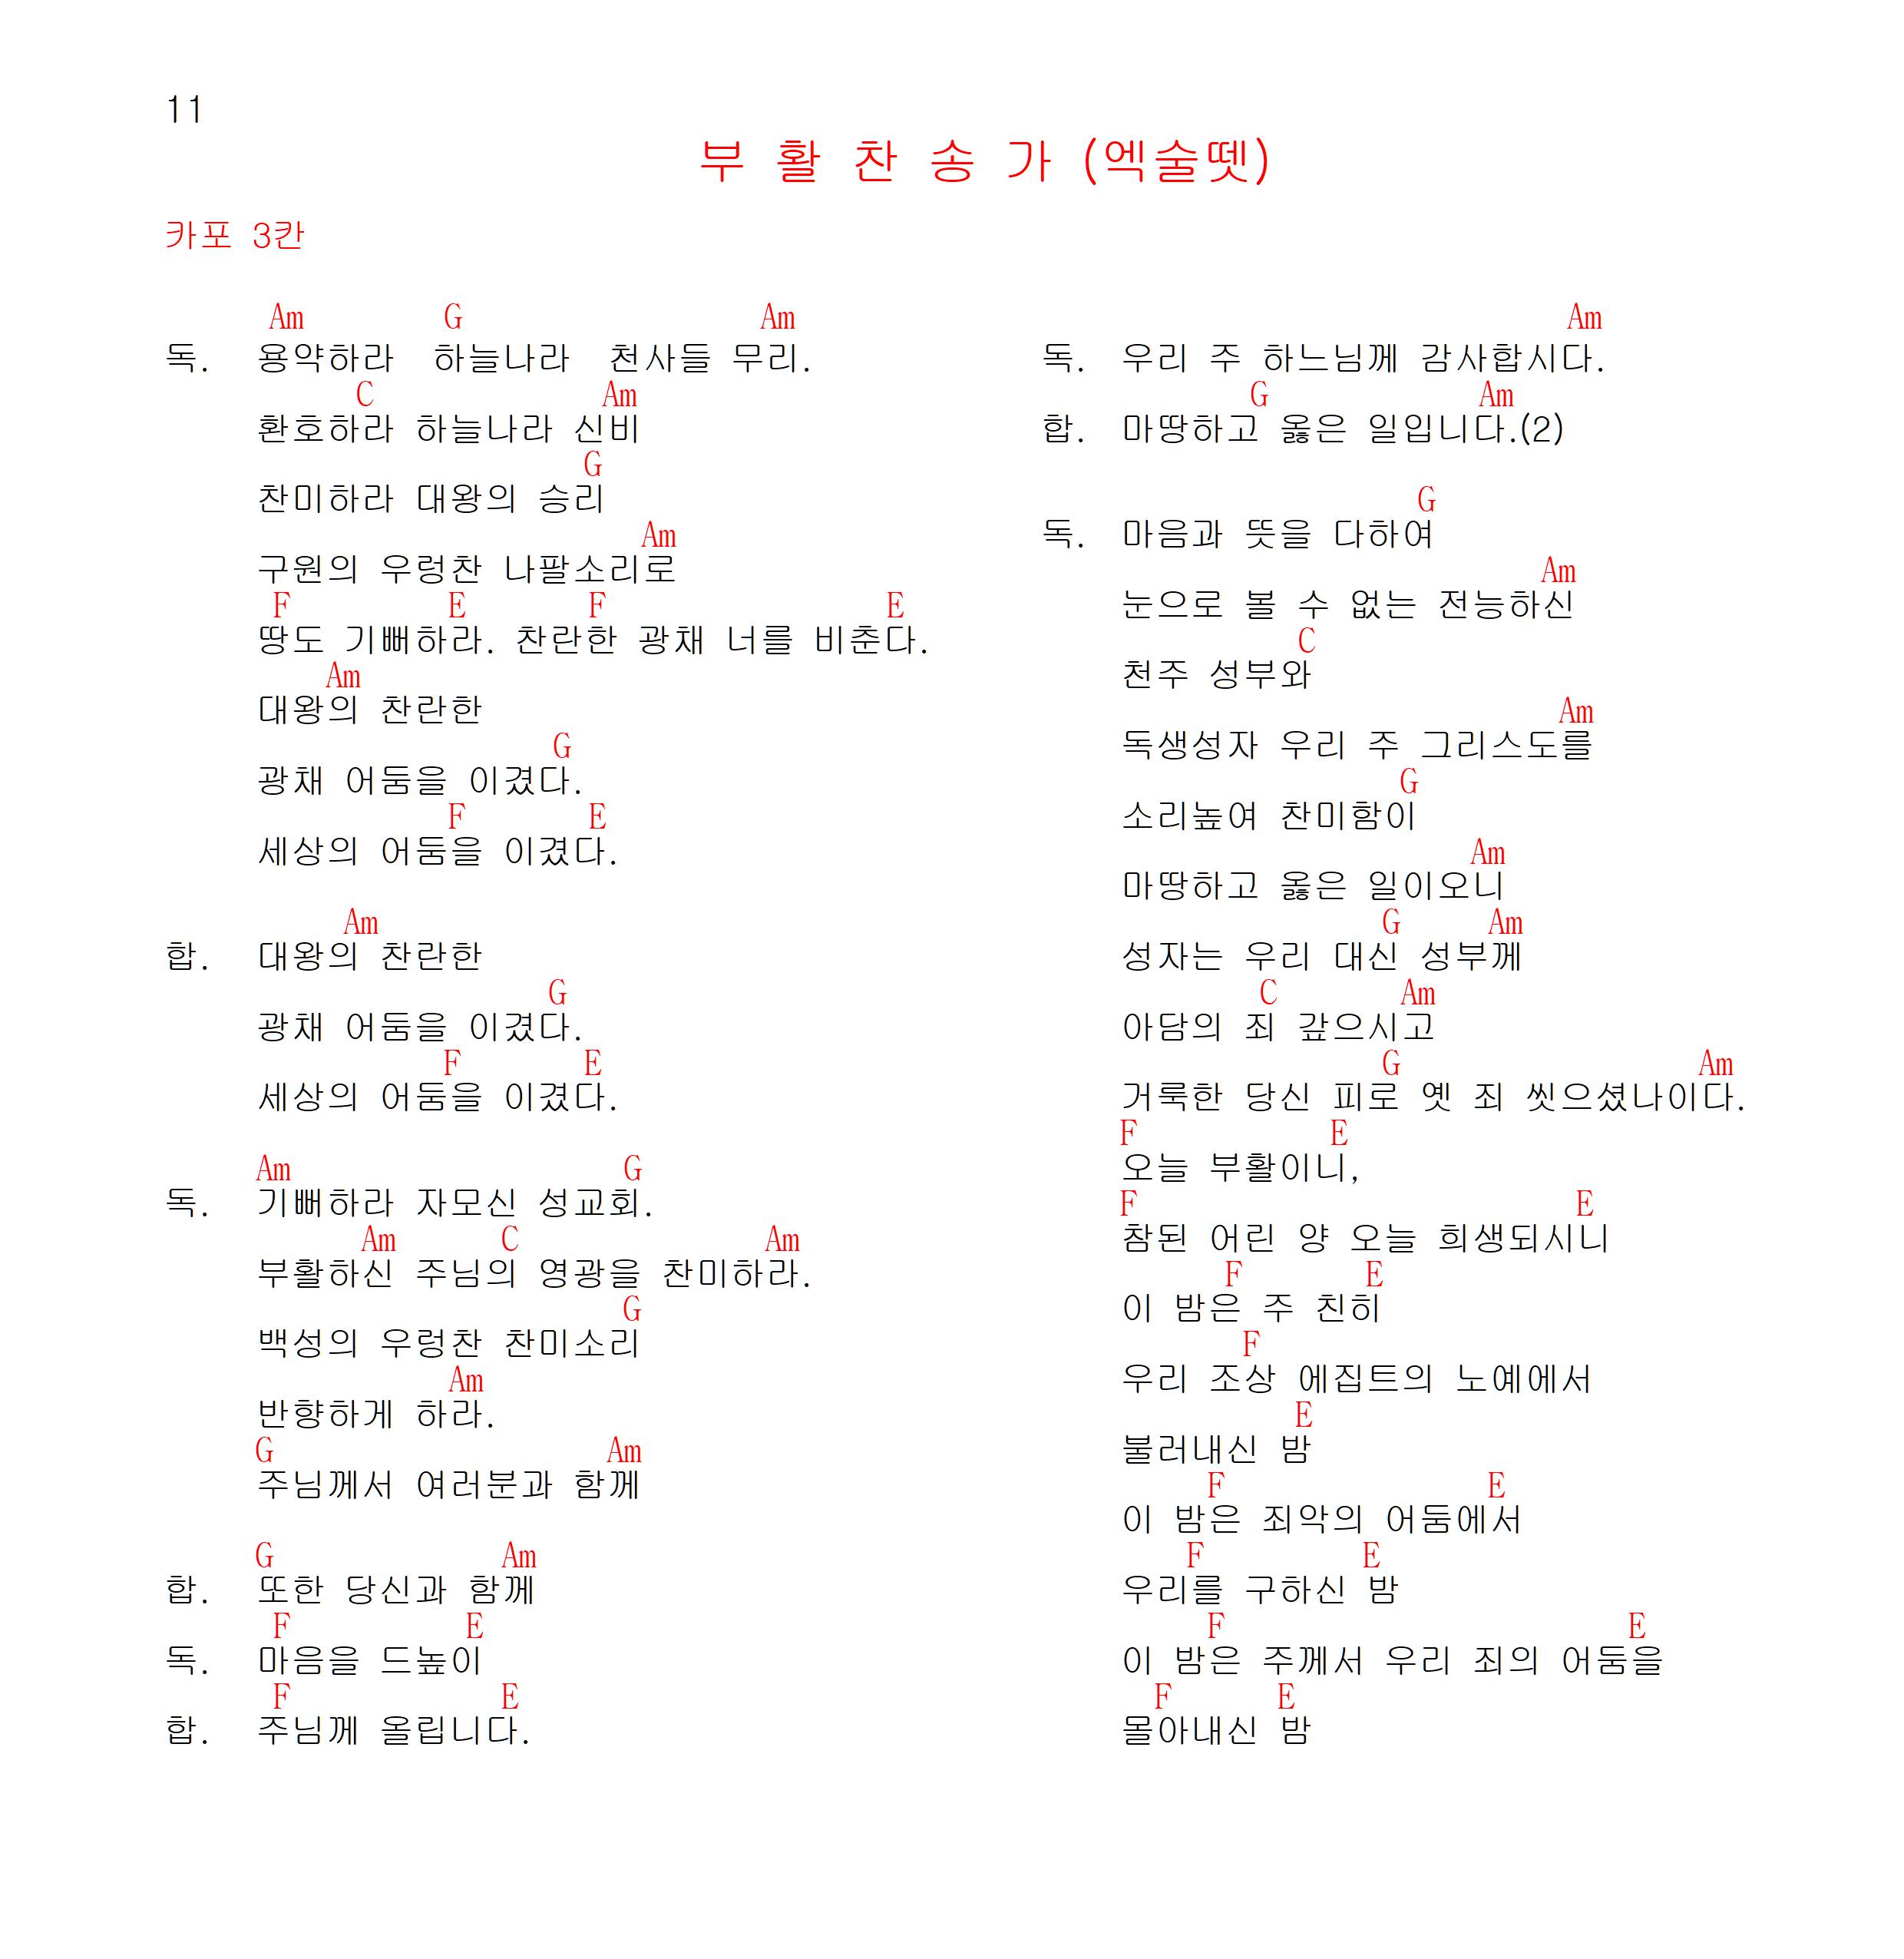 11
부 활 찬 송 가 (엑술뗏)
카포 3칸
Am G Am
독. 용약하라 하늘나라 천사들 무리.
C Am
환호하라 하늘나라 신비
G
찬미하라 대왕의 승리
Am
구원의 우렁찬 나팔소리로
F E F E
땅도 기뻐하라. 찬란한 광채 너를 비춘다.
Am
대왕의 찬란한
G
광채 어둠을 이겼다.
F E
세상의 어둠을 이겼다.
Am
합. 대왕의 찬란한
G
광채 어둠을 이겼다.
F E
세상의 어둠을 이겼다.
Am G
독. 기뻐하라 자모신 성교회.
Am C Am
부활하신 주님의 영광을 찬미하라.
G
백성의 우렁찬 찬미소리
Am
반향하게 하라.
G Am
주님께서 여러분과 함께
G Am
합. 또한 당신과 함께
F E
독. 마음을 드높이
F E
합. 주님께 올립니다.
Am
독. 우리 주 하느님께 감사합시다.
G Am
합. 마땅하고 옳은 일입니다.(2)
G
독. 마음과 뜻을 다하여
Am
눈으로 볼 수 없는 전능하신
C
천주 성부와
Am
독생성자 우리 주 그리스도를
G
소리높여 찬미함이
Am
마땅하고 옳은 일이오니
G Am
성자는 우리 대신 성부께
C Am
아담의 죄 갚으시고
G Am
거룩한 당신 피로 옛 죄 씻으셨나이다.
F E
오늘 부활이니,
F E
참된 어린 양 오늘 희생되시니
F E
이 밤은 주 친히
F
우리 조상 에집트의 노예에서
E
불러내신 밤
F E
이 밤은 죄악의 어둠에서
F E
우리를 구하신 밤
F E
이 밤은 주께서 우리 죄의 어둠을
F E
몰아내신 밤